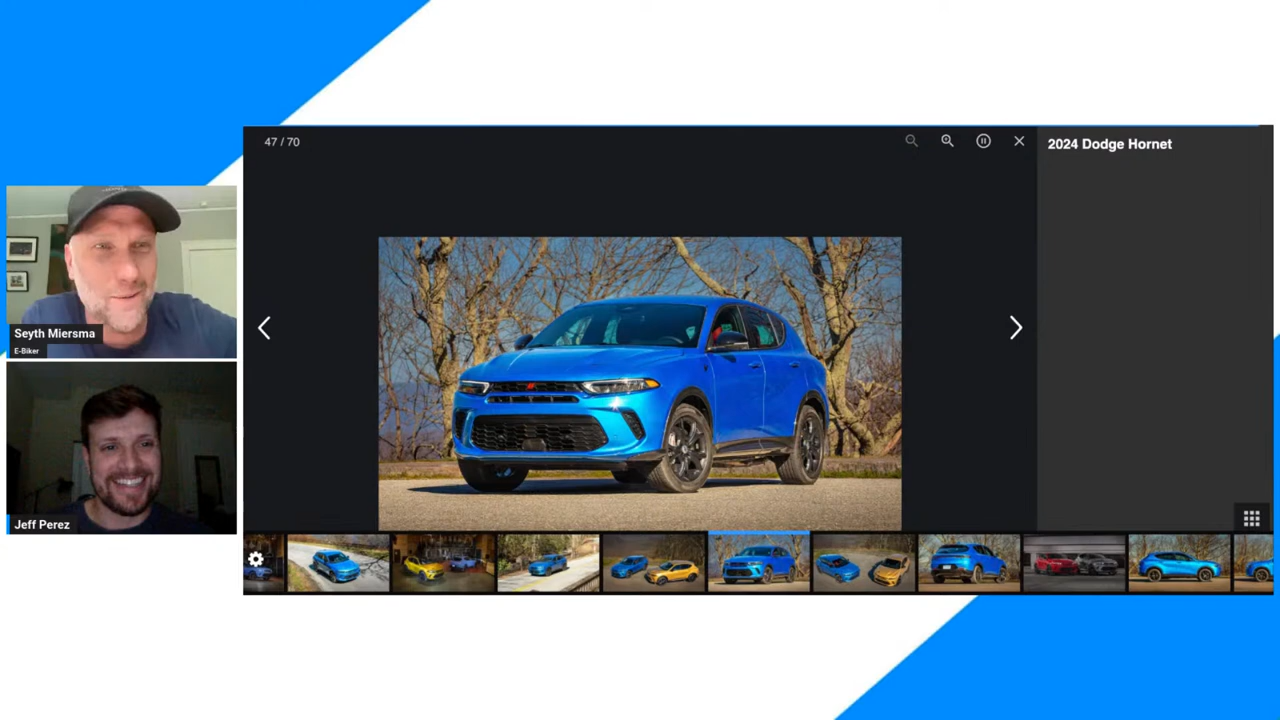 47 / 70
2024 Dodge Hornet
Seyth Miersma
E-Biker
Jeff Perez